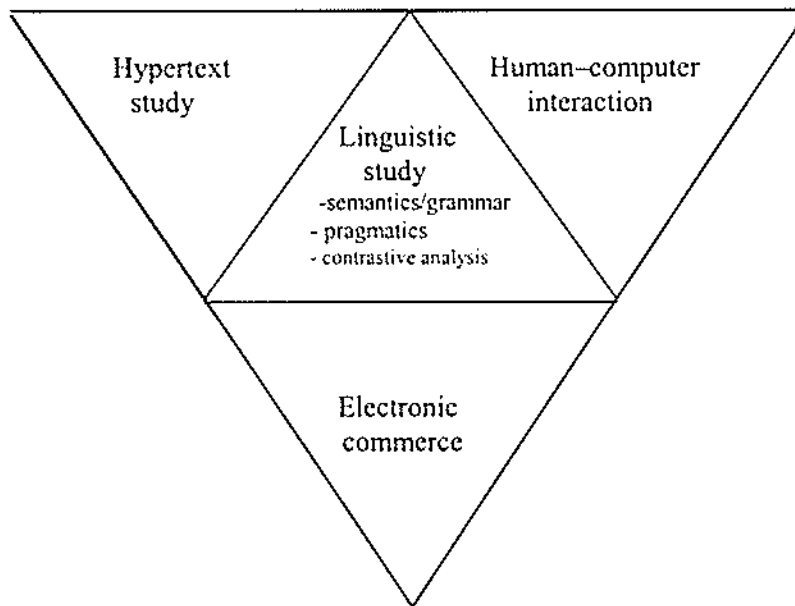 Hypertext
study
Human–computer
interaction
Linguistic
study
-semantics/grammar
- pragmatics
- contrastive analysis
Electronic
commerce